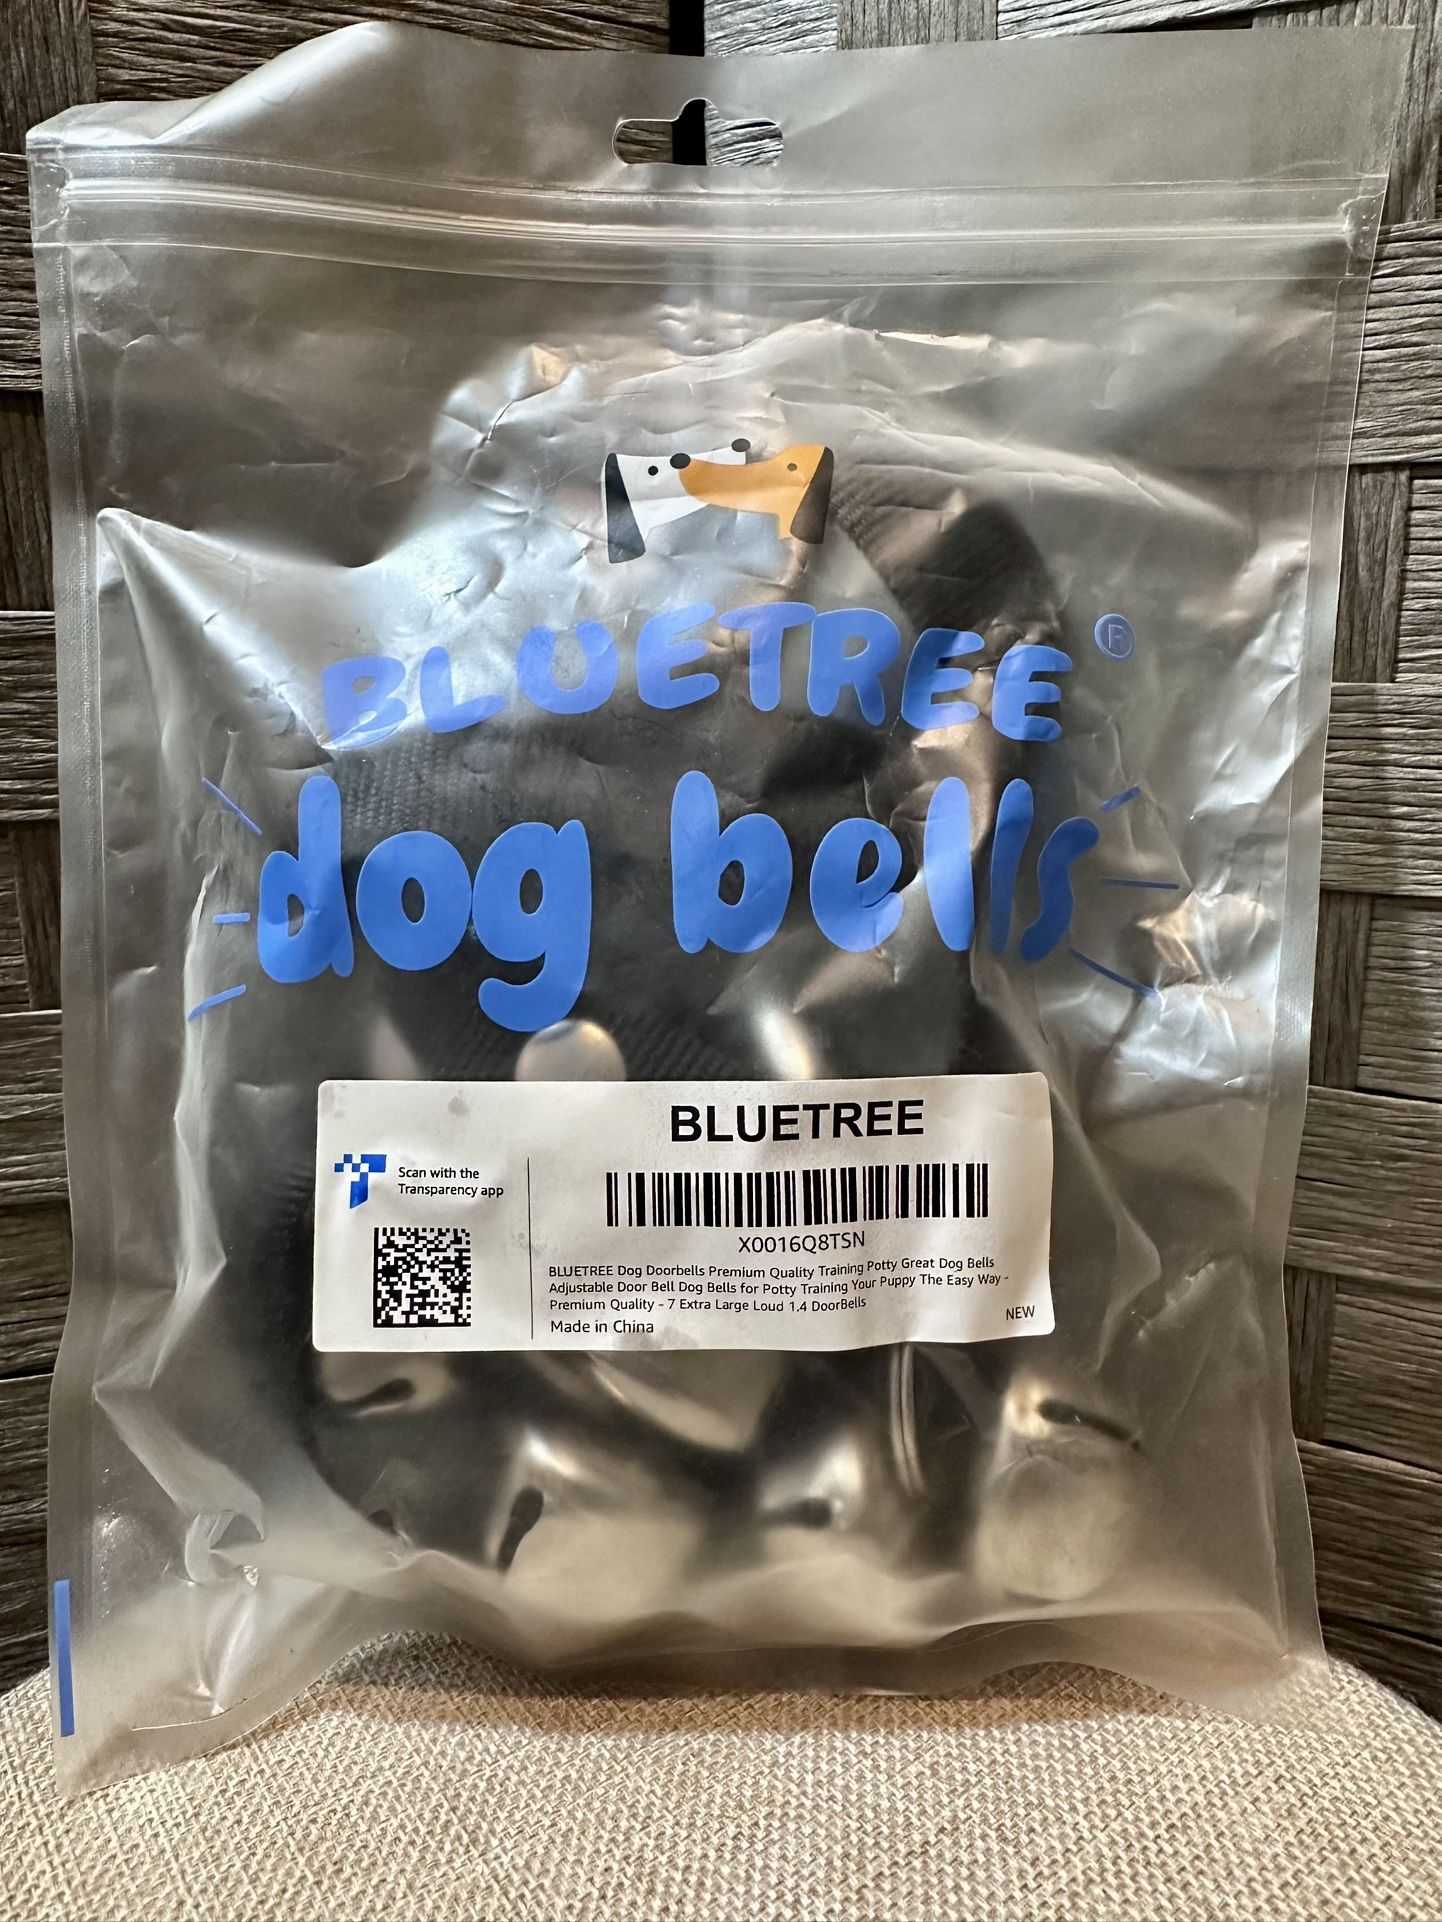 BLUETREE ®
dog bells
BLUETREE
Scan with the
Transparency app
X0016Q8TSN
BLUETREE Dog Doorbells Premium Quality Training Potty Great Dog Bells
Adjustable Door Bell Dog Bells for Potty Training Your Puppy The Easy Way -
Premium Quality - 7 Extra Large Loud 1.4 DoorBells
Made in China
NEW